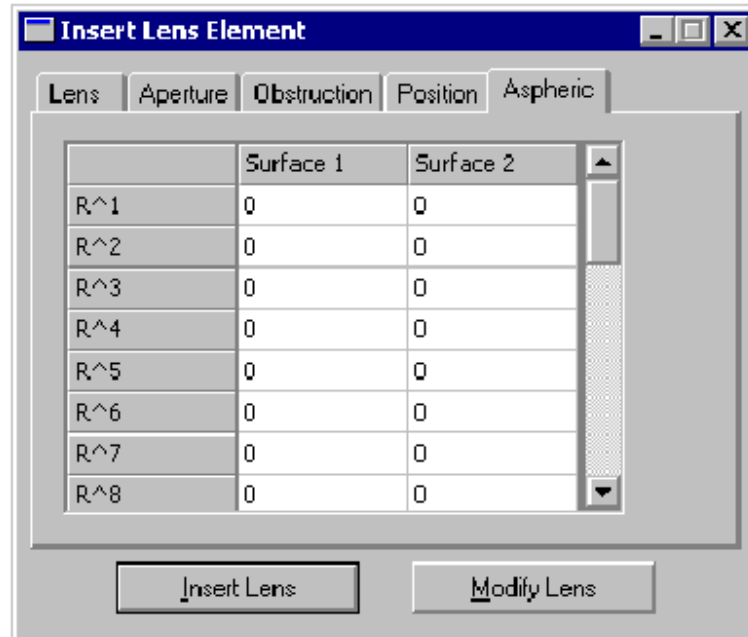 Insert Lens Element
Lens Aperture Obstruction Position Aspheric
Surface 1 Surface 2
R^1 0 0
R^2 0 0
R^3 0 0
R^4 0 0
R^5 0 0
R^6 0 0
R^7 0 0
R^8 0 0
Insert Lens Modify Lens